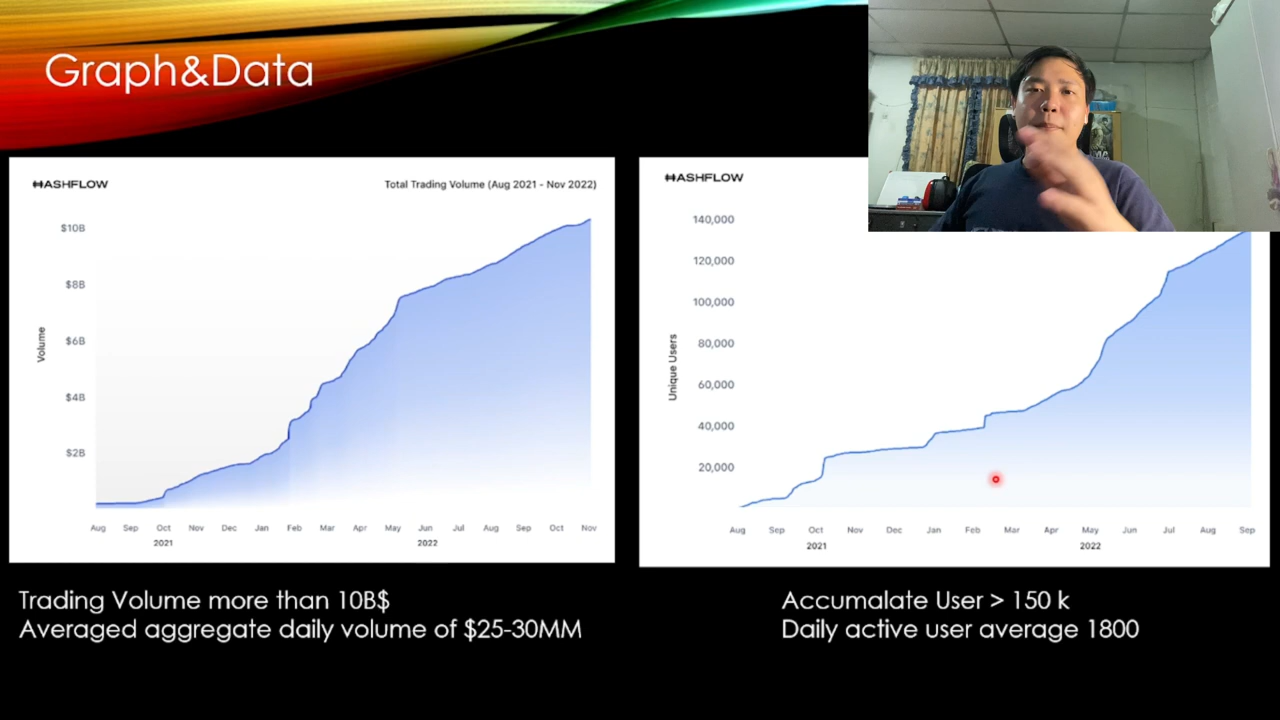 Graph&Data
HASHFLOW
Total Trading Volume (Aug 2021 - Nov 2022)
$10B
$8B
$6B
$4B
$2B
Volume
Aug Sep Oct Nov Dec Jan Feb Mar Apr May Jun Jul Aug Sep Oct Nov
2021 2022
HASHFLOW
140,000
120,000
100,000
80,000
60,000
40,000
20,000
Unique Users
Aug Sep Oct Nov Dec Jan Feb Mar Apr May Jun Jul Aug Sep
2021 2022
Trading Volume more than 10B$
Averaged aggregate daily volume of $25-30MM
Accumalate User > 150 k
Daily active user average 1800